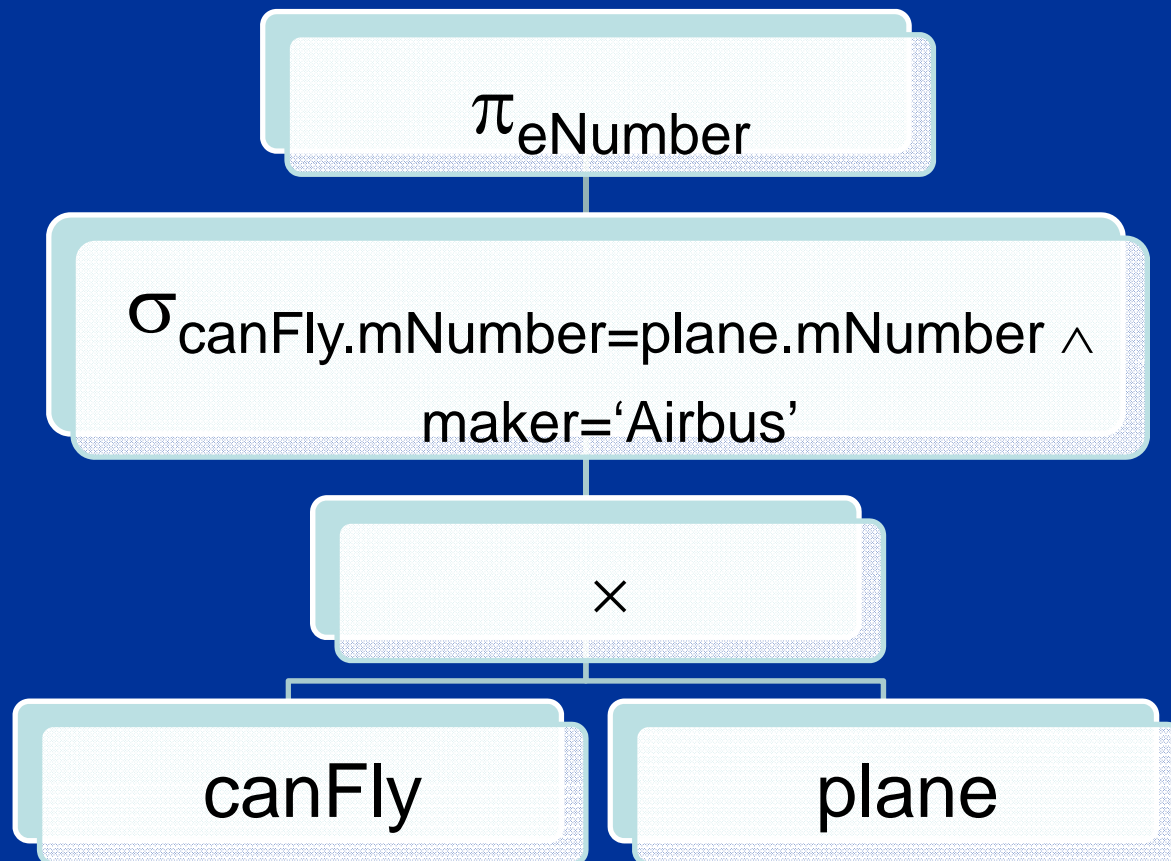 πeNumber
σcanFly.mNumber=plane.mNumber ∧
maker=‘Airbus’
×
canFly
plane